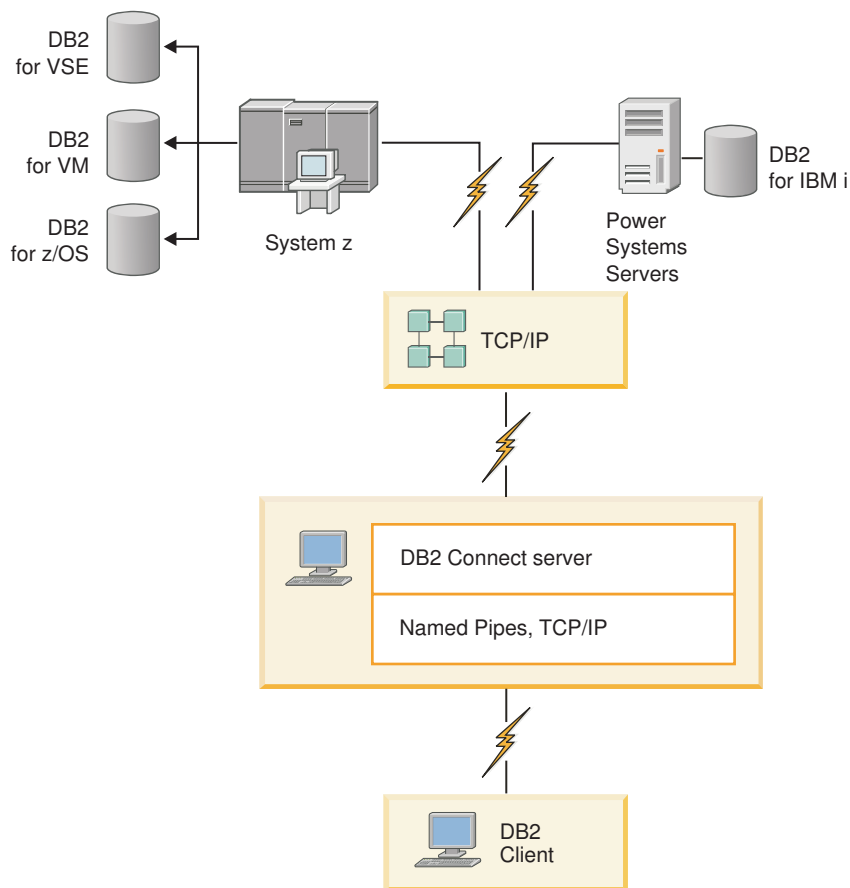 DB2
for VSE
DB2
for VM
DB2
for z/OS
System z
Power
Systems
Servers
DB2
for IBM i
TCP/IP
DB2 Connect server
Named Pipes, TCP/IP
DB2
Client